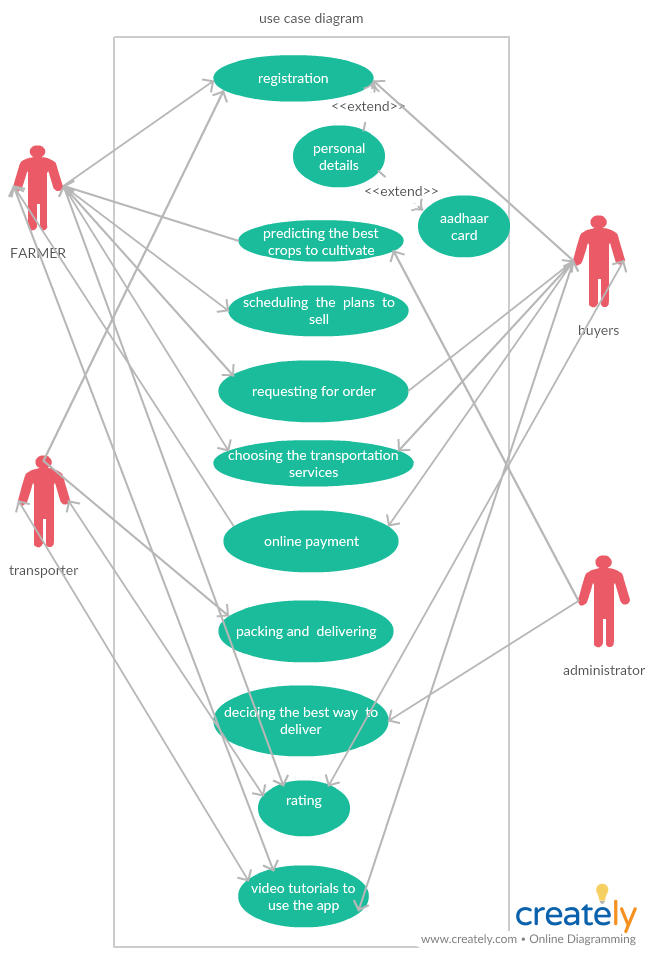 use case diagram
registration
<<extend>>
personal
details
<<extend>>
aadhaar
card
FARMER
predicting the best
crops to cultivate
scheduling the plans to
sell
buyers
requesting for order
choosing the transportation
services
online payment
transporter
packing and delivering
administrator
deciding the best way to
deliver
rating
video tutorials to
use the app
creately
www.creately.com • Online Diagramming